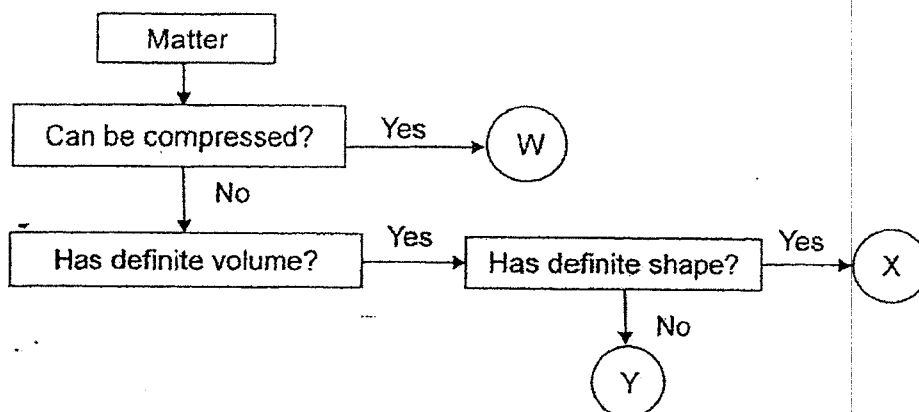 Matter
Can be compressed?
Yes
W
No
Has definite volume?
Yes
Has definite shape?
Yes
X
No
Y